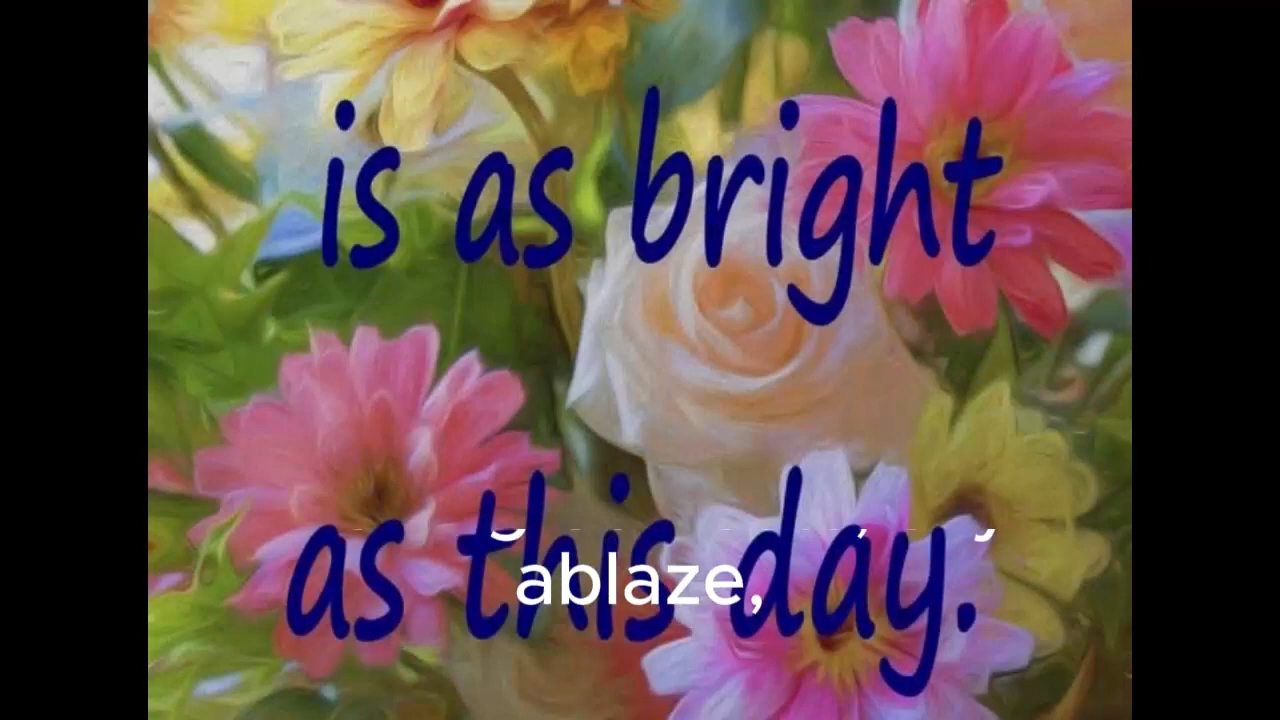 is as bright
as this day.
ablaze,